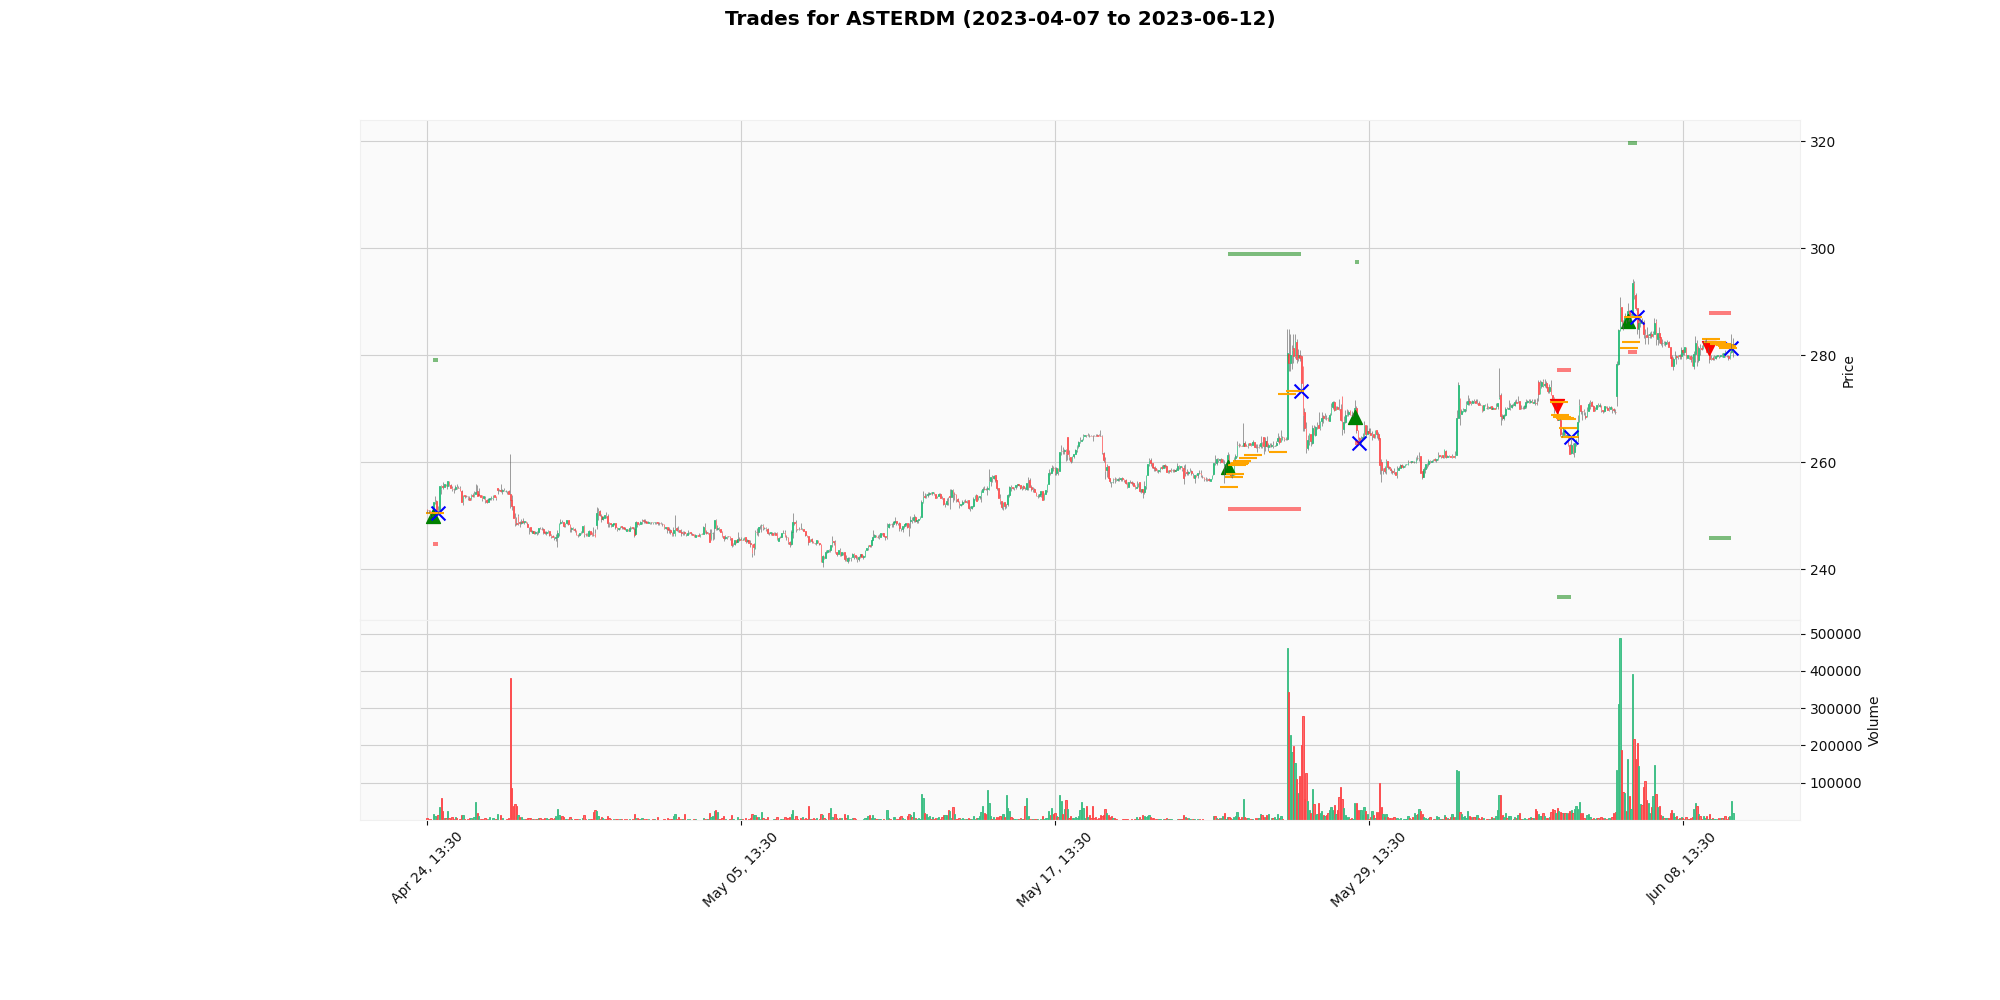 Trades for ASTERDM (2023-04-07 to 2023-06-12)
320
300
280
260
240
Price
500000
400000
300000
200000
100000
Volume
Apr 24, 13:30
May 05, 13:30
May 17, 13:30
May 29, 13:30
Jun 08, 13:30